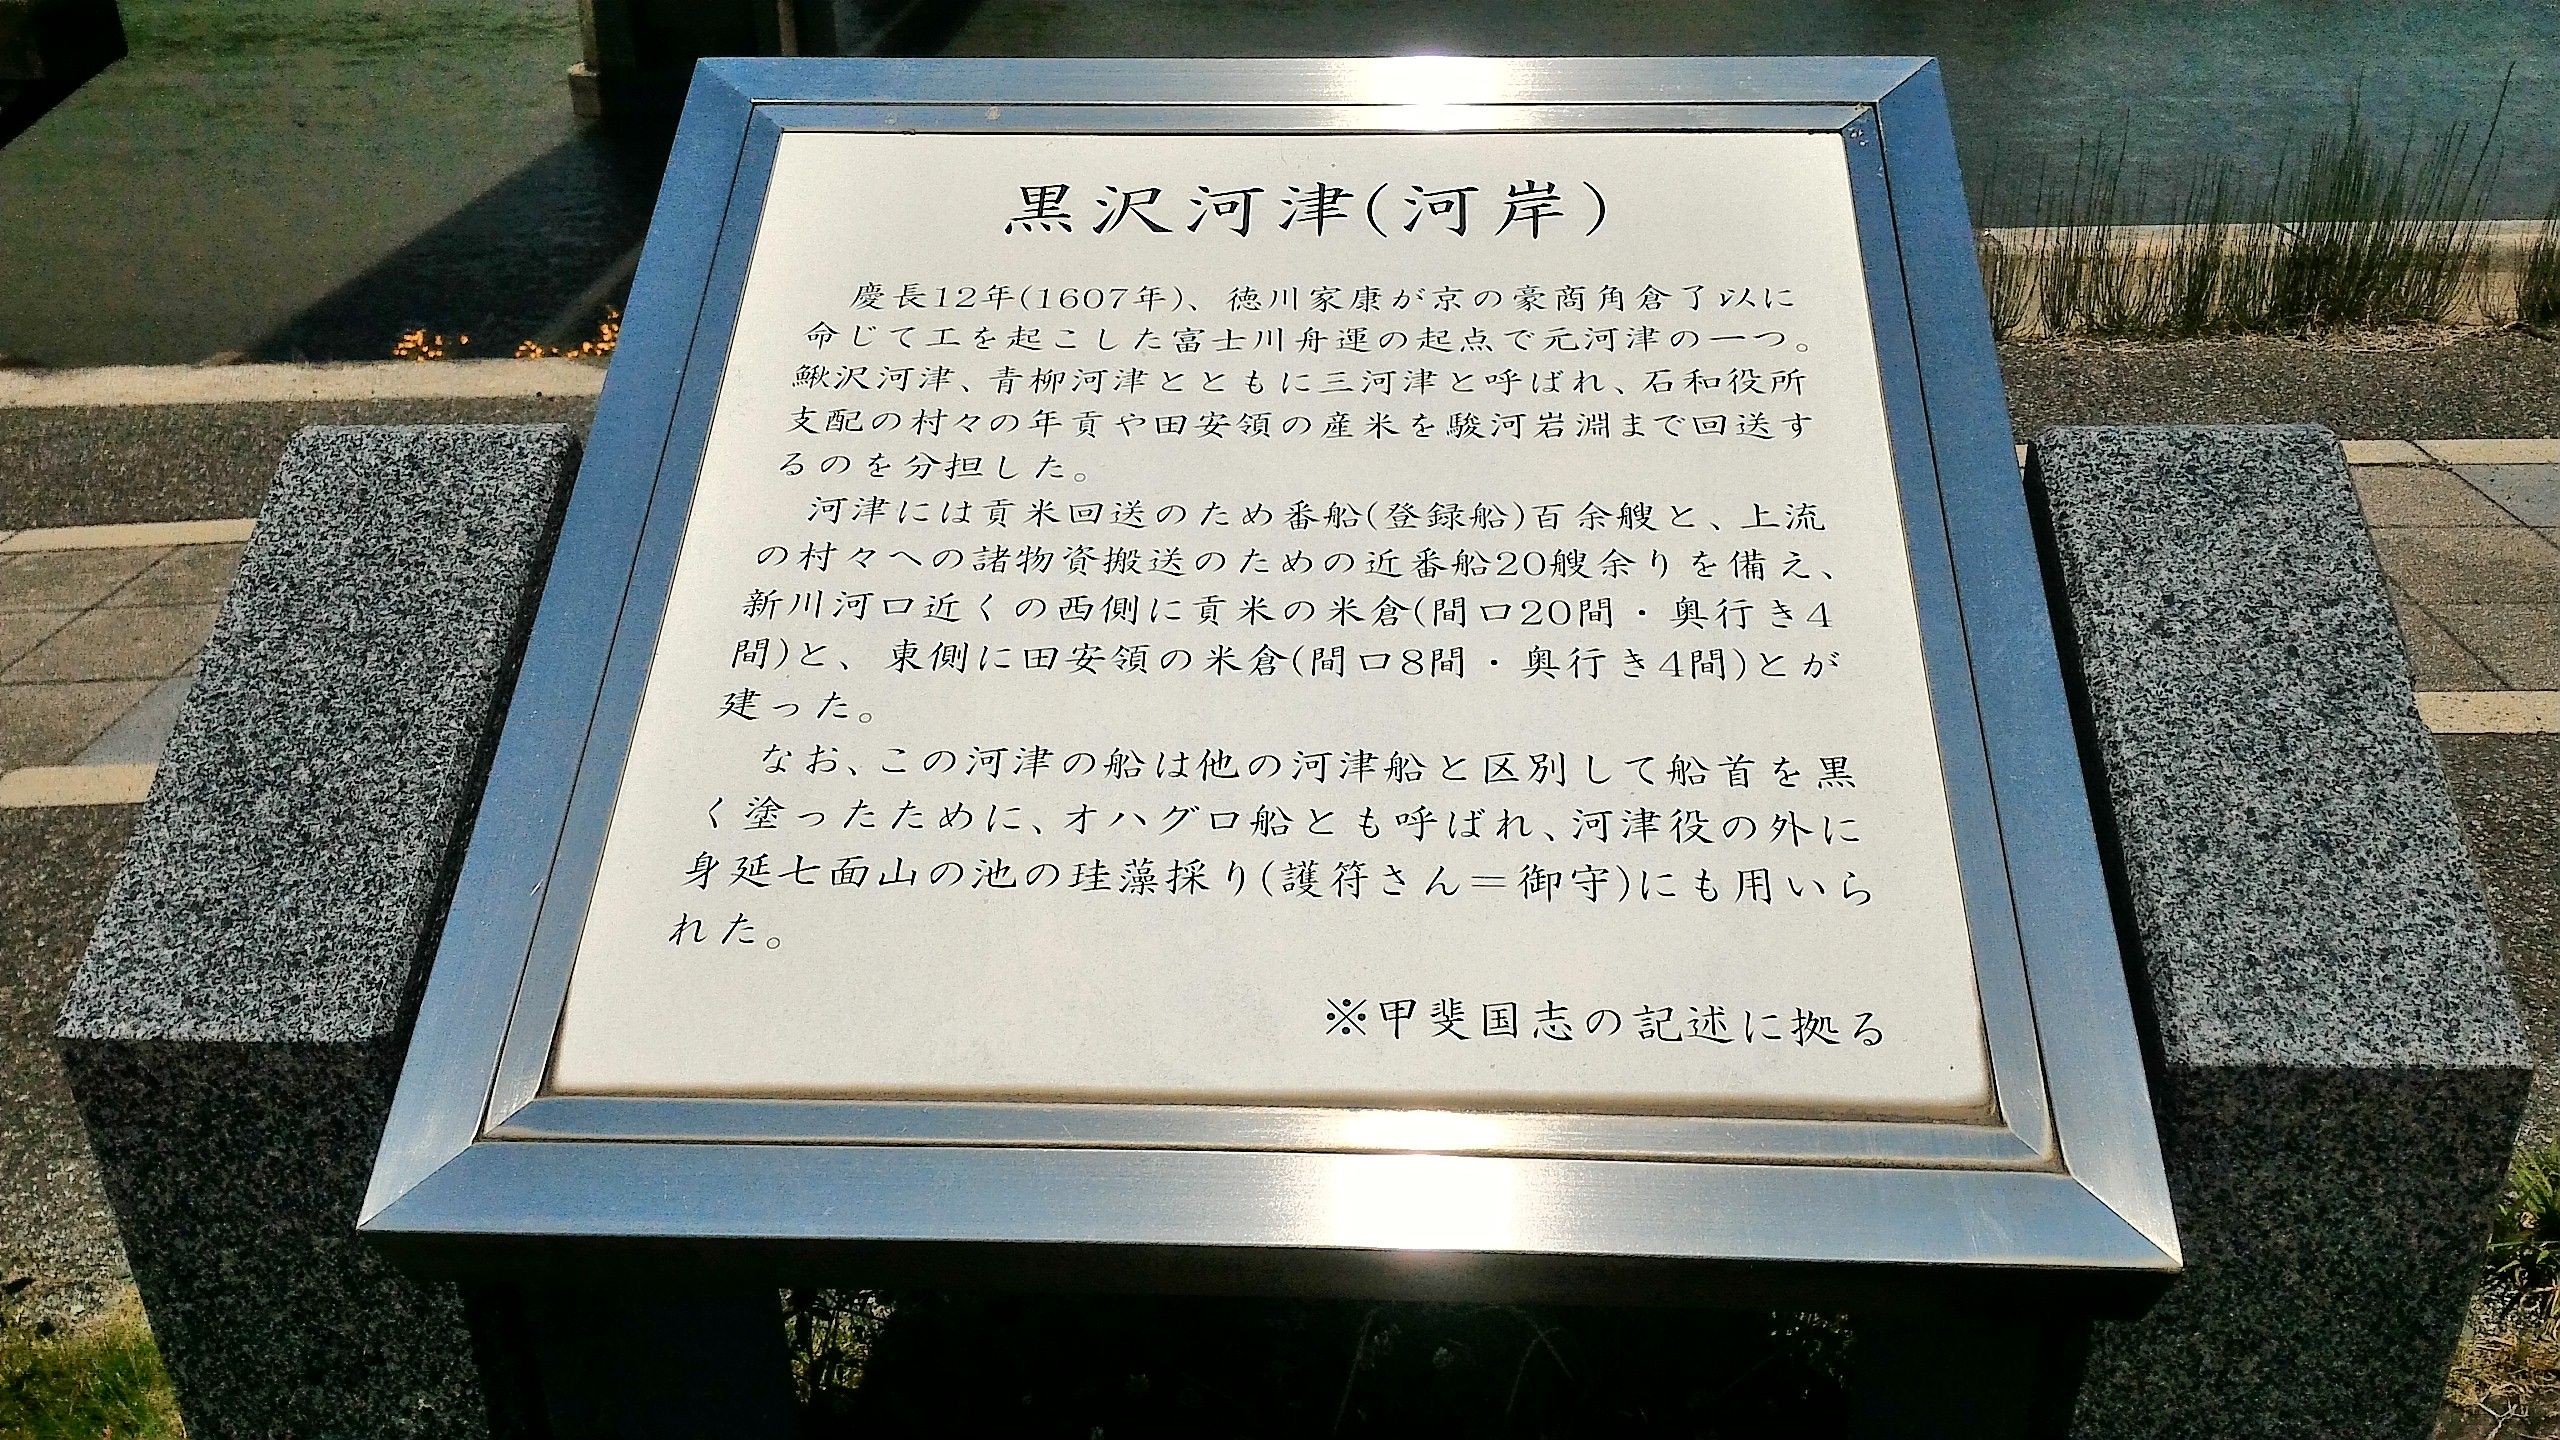 黒沢河津(河岸)
慶長12年(1607年)、徳川家康が京の豪商角倉了以に
命じて工を起こした富士川舟運の起点で元河津の一つ。
鰍沢河津、青柳河津とともに三河津と呼ばれ、石和役所
支配の村々の年貢や田安領の産米を駿河岩淵まで回送す
るのを分担した。
河津には貢米回送のため番船(登録船)百余艘と、上流
の村々への諸物資搬送のための近番船20艘余りを備え、
新川河口近くの西側に貢米の米倉(間口20間・奥行き4
間)と、東側に田安領の米倉(間口8間・奥行き4間)とが
建った。
なお、この河津の船は他の河津船と区別して船首を黒
く塗ったために、オハグロ船とも呼ばれ、河津役の外に
身延七面山の池の珪藻採り(護符さん＝御守)にも用いら
れた。
※甲斐国志の記述に拠る